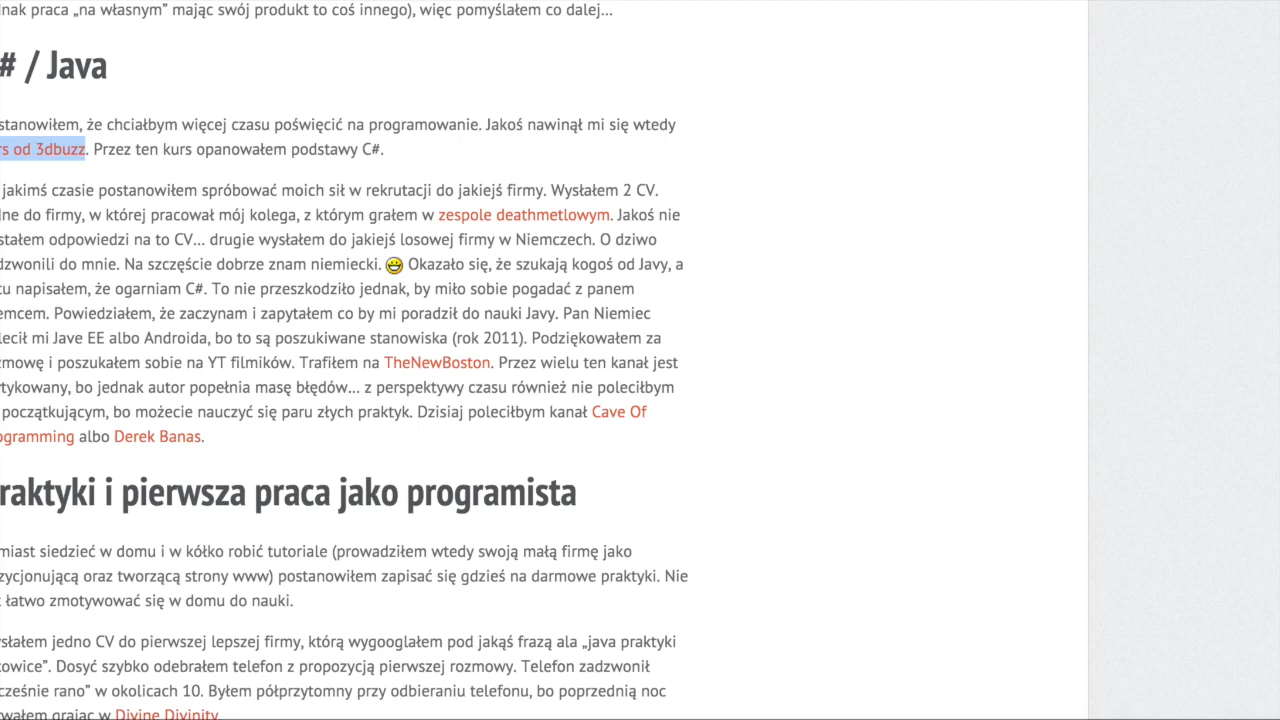 nak praca „na własnym” mając swój produkt to coś innego), więc pomyślałem co dalej...
# / Java
stanowiłem, że chciałbym więcej czasu poświęcić na programowanie. Jakoś nawinął mi się wtedy
rs od 3dbuzz. Przez ten kurs opanowałem podstawy C#.
jakimś czasie postanowiłem spróbować moich sił w rekrutacji do jakiejś firmy. Wysłałem 2 CV.
ne do firmy, w której pracował mój kolega, z którym grałem w zespole deathmetlowym. Jakoś nie
stałem odpowiedzi na to CV... drugie wysłałem do jakiejś losowej firmy w Niemczech. O dziwo
dzwonili do mnie. Na szczęście dobrze znam niemiecki. Okazało się, że szukają kogoś od Javy, a
tu napisałem, że ogarniam C#. To nie przeszkodziło jednak, by miło sobie pogadać z panem
emcem. Powiedziałem, że zaczynam i zapytałem co by mi poradził do nauki Javy. Pan Niemiec
lecił mi Jave EE albo Androida, bo to są poszukiwane stanowiska (rok 2011). Podziękowałem za
zmowę i poszukałem sobie na YT filmików. Trafiłem na TheNewBoston. Przez wielu ten kanał jest
ytykowany, bo jednak autor popełnia masę błędów... z perspektywy czasu również nie poleciłbym
początkującym, bo możecie nauczyć się paru złych praktyk. Dzisiaj poleciłbym kanał Cave Of
ogramming albo Derek Banas.
raktyki i pierwsza praca jako programista
miast siedzieć w domu i w kółko robić tutoriale (prowadziłem wtedy swoją małą firmę jako
zycjonującą oraz tworzącą strony www) postanowiłem zapisać się gdzieś na darmowe praktyki. Nie
łatwo zmotywować się w domu do nauki.
ysłałem jedno CV do pierwszej lepszej firmy, którą wygooglałem pod jakąś frazą ala „java praktyki
towice”. Dosyć szybko odebrałem telefon z propozycją pierwszej rozmowy. Telefon zadzwonił
cześnie rano” w okolicach 10. Byłem półprzytomny przy odbieraniu telefonu, bo poprzednią noc
wałem grając w Divine Divinity.